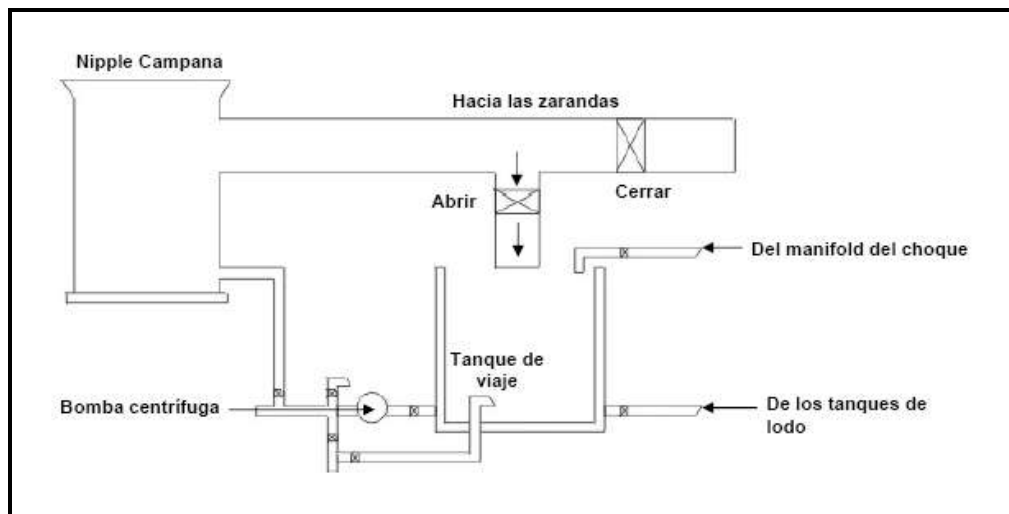 Nipple Campana
Hacia las zarandas
Abrir
Cerrar
Del manifold del choque
Tanque de
viaje
Bomba centrífuga
De los tanques de
lodo